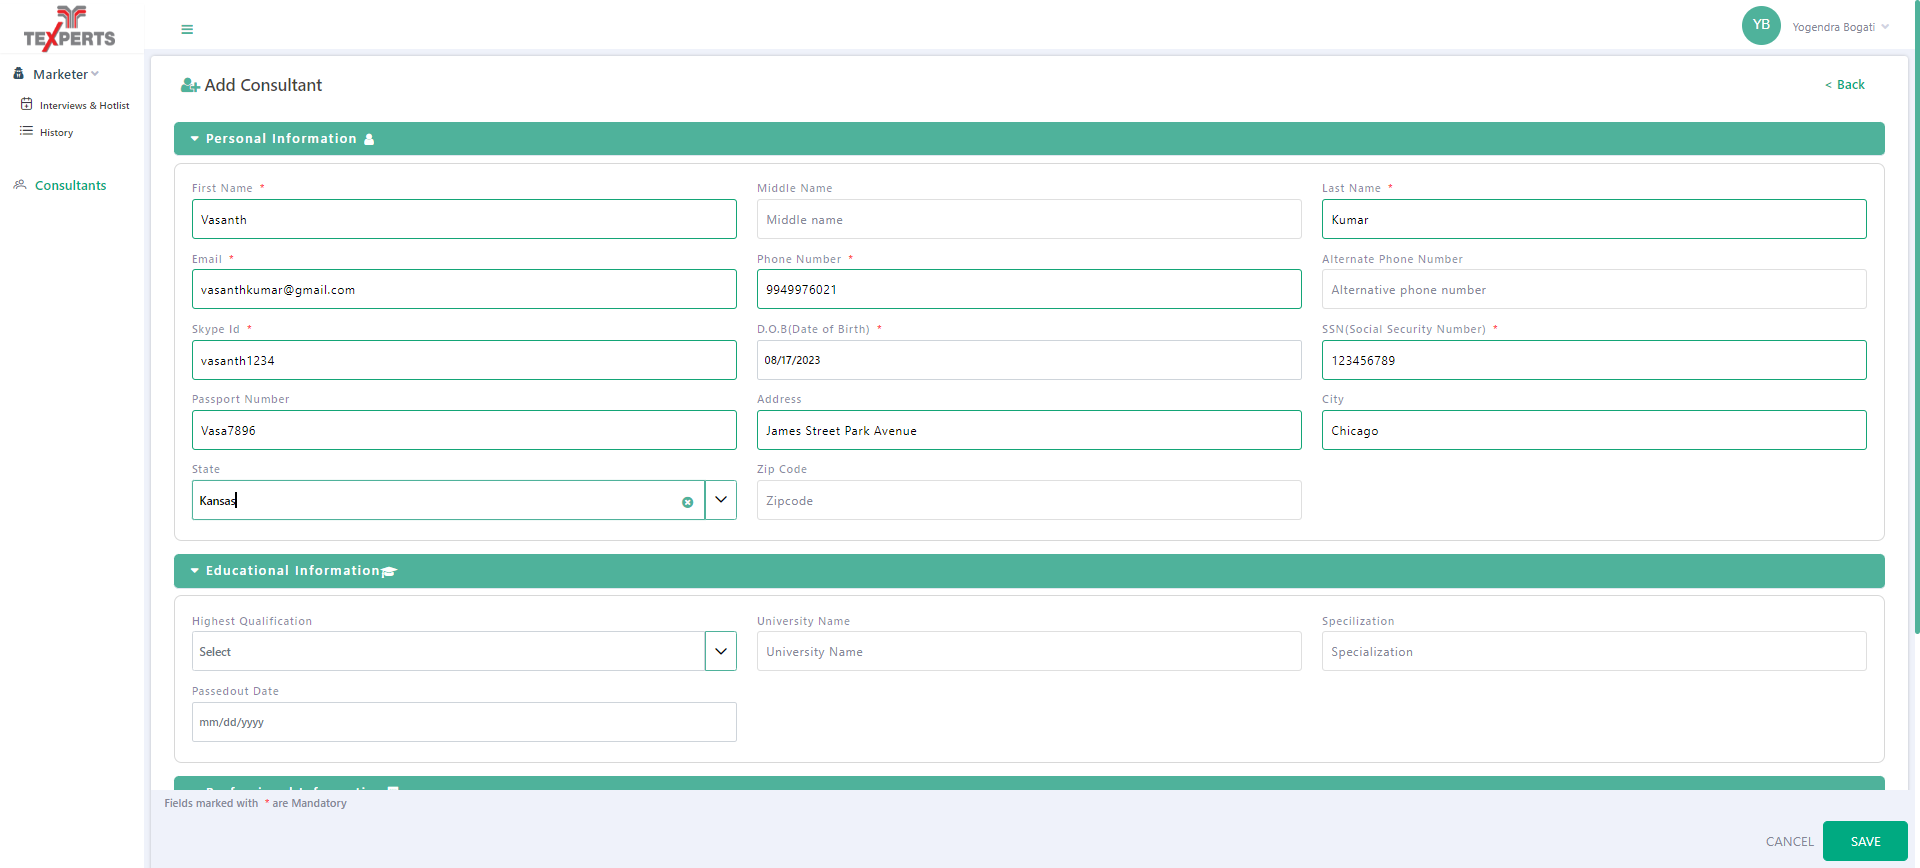 TEXPERTS
YB
Yogendra Bogati
Marketer
Interviews & Hotlist
History
Consultants
Add Consultant
< Back
Personal Information
First Name *
Middle Name
Last Name *
Vasanth
Middle name
Kumar
Email *
Phone Number *
Alternate Phone Number
vasanthkumar@gmail.com
9949976021
Alternative phone number
Skype Id *
D.O.B(Date of Birth) *
SSN(Social Security Number) *
vasanth1234
08/17/2023
123456789
Passport Number
Address
City
Vasa7896
James Street Park Avenue
Chicago
State
Zip Code
Kansas
Zipcode
Educational Information
Highest Qualification
University Name
Specilization
Select
University Name
Specialization
Passedout Date
mm/dd/yyyy
Fields marked with * are Mandatory
CANCEL
SAVE